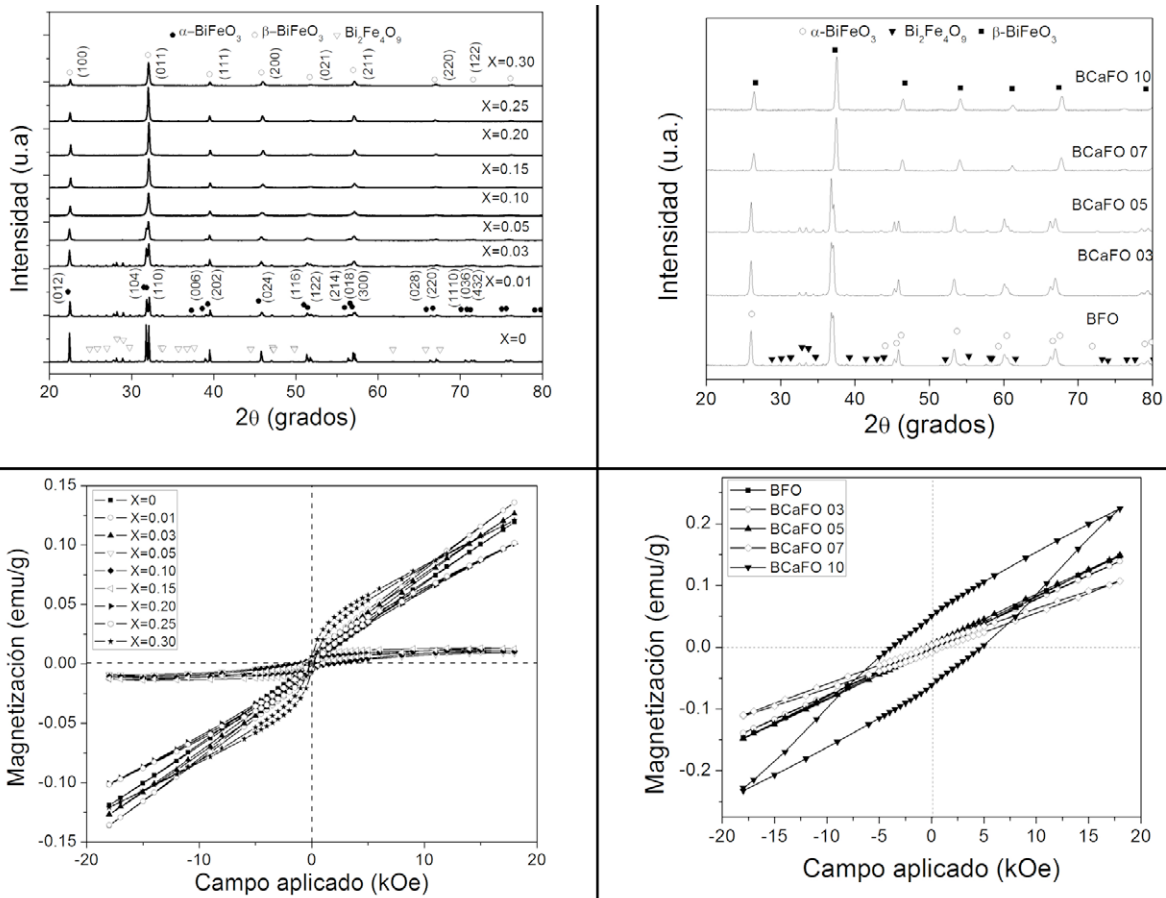 α-BiFeO3 β-BiFeO3 Bi2Fe4O9
(100) (011) (111) (200) (021) (211) (220) (122)
X=0.30
X=0.25
X=0.20
X=0.15
X=0.10
X=0.05
X=0.03
X=0.01
(012) (104) (110) (006) (202) (024) (116) (122) (214) (018) (300) (028) (220) (1110) (036) (432)
X=0
20 30 40 50 60 70 80
2θ (grados)
Intensidad (u.a)
α-BiFeO3 Bi2Fe4O9 β-BiFeO3
BCaFO 10
BCaFO 07
BCaFO 05
BCaFO 03
BFO
20 30 40 50 60 70 80
2θ (grados)
Intensidad (u.a.)
0.15
0.10
0.05
0.00
-0.05
-0.10
-0.15
X=0
X=0.01
X=0.03
X=0.05
X=0.10
X=0.15
X=0.20
X=0.25
X=0.30
-20 -10 0 10 20
Campo aplicado (kOe)
Magnetización (emu/g)
0.2
0.1
0.0
-0.1
-0.2
BFO
BCaFO 03
BCaFO 05
BCaFO 07
BCaFO 10
-20 -15 -10 -5 0 5 10 15 20
Campo aplicado (kOe)
Magnetización (emu/g)